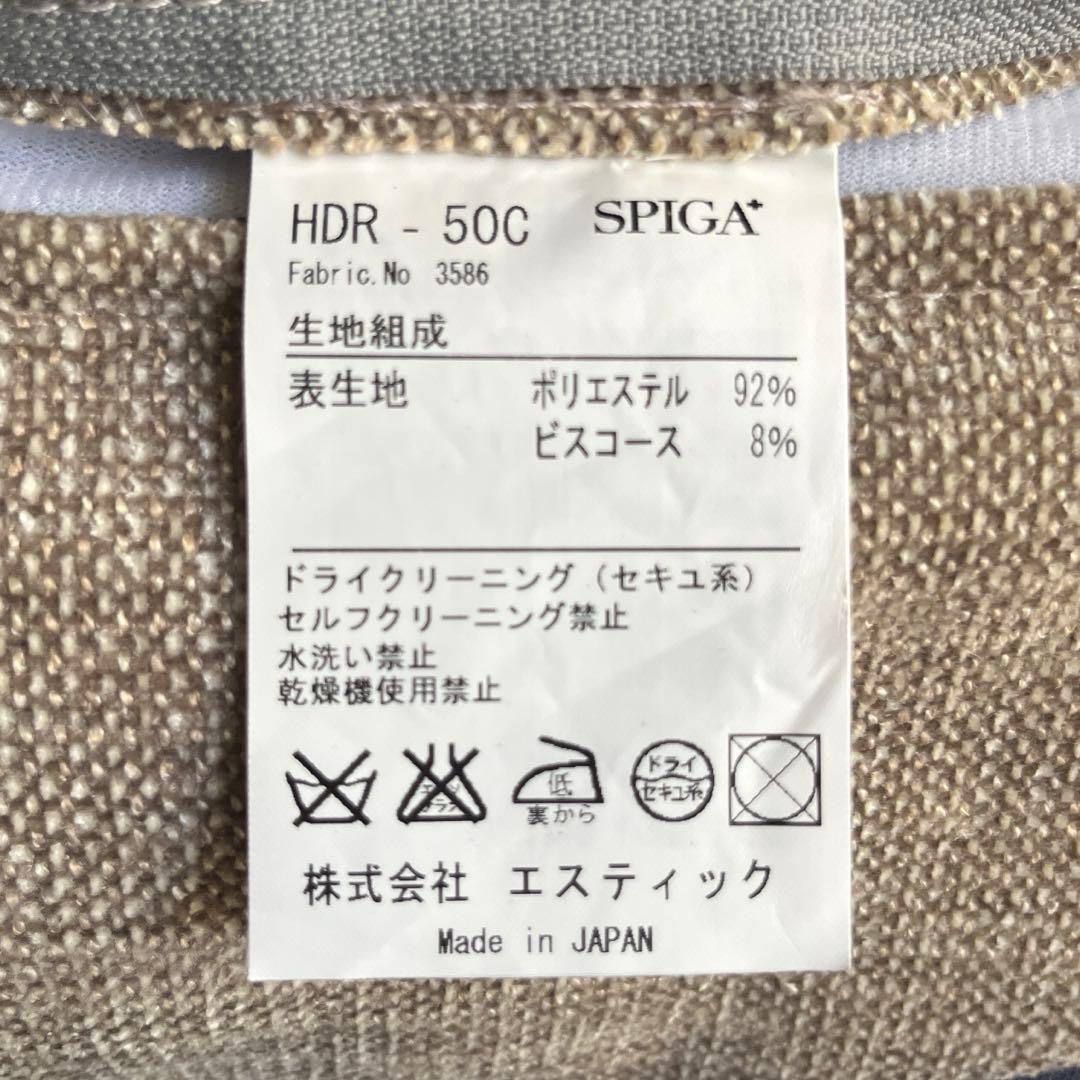 HDR - 50C SPIGA+
Fabric.No 3586
生地組成
表生地 ポリエステル 92%
ビスコース 8%
ドライクリーニング(セキユ系)
セルフクリーニング禁止
水洗い禁止
乾燥機使用禁止
低
裏から
ドライ
セキユ系
株式会社 エスティック
Made in JAPAN